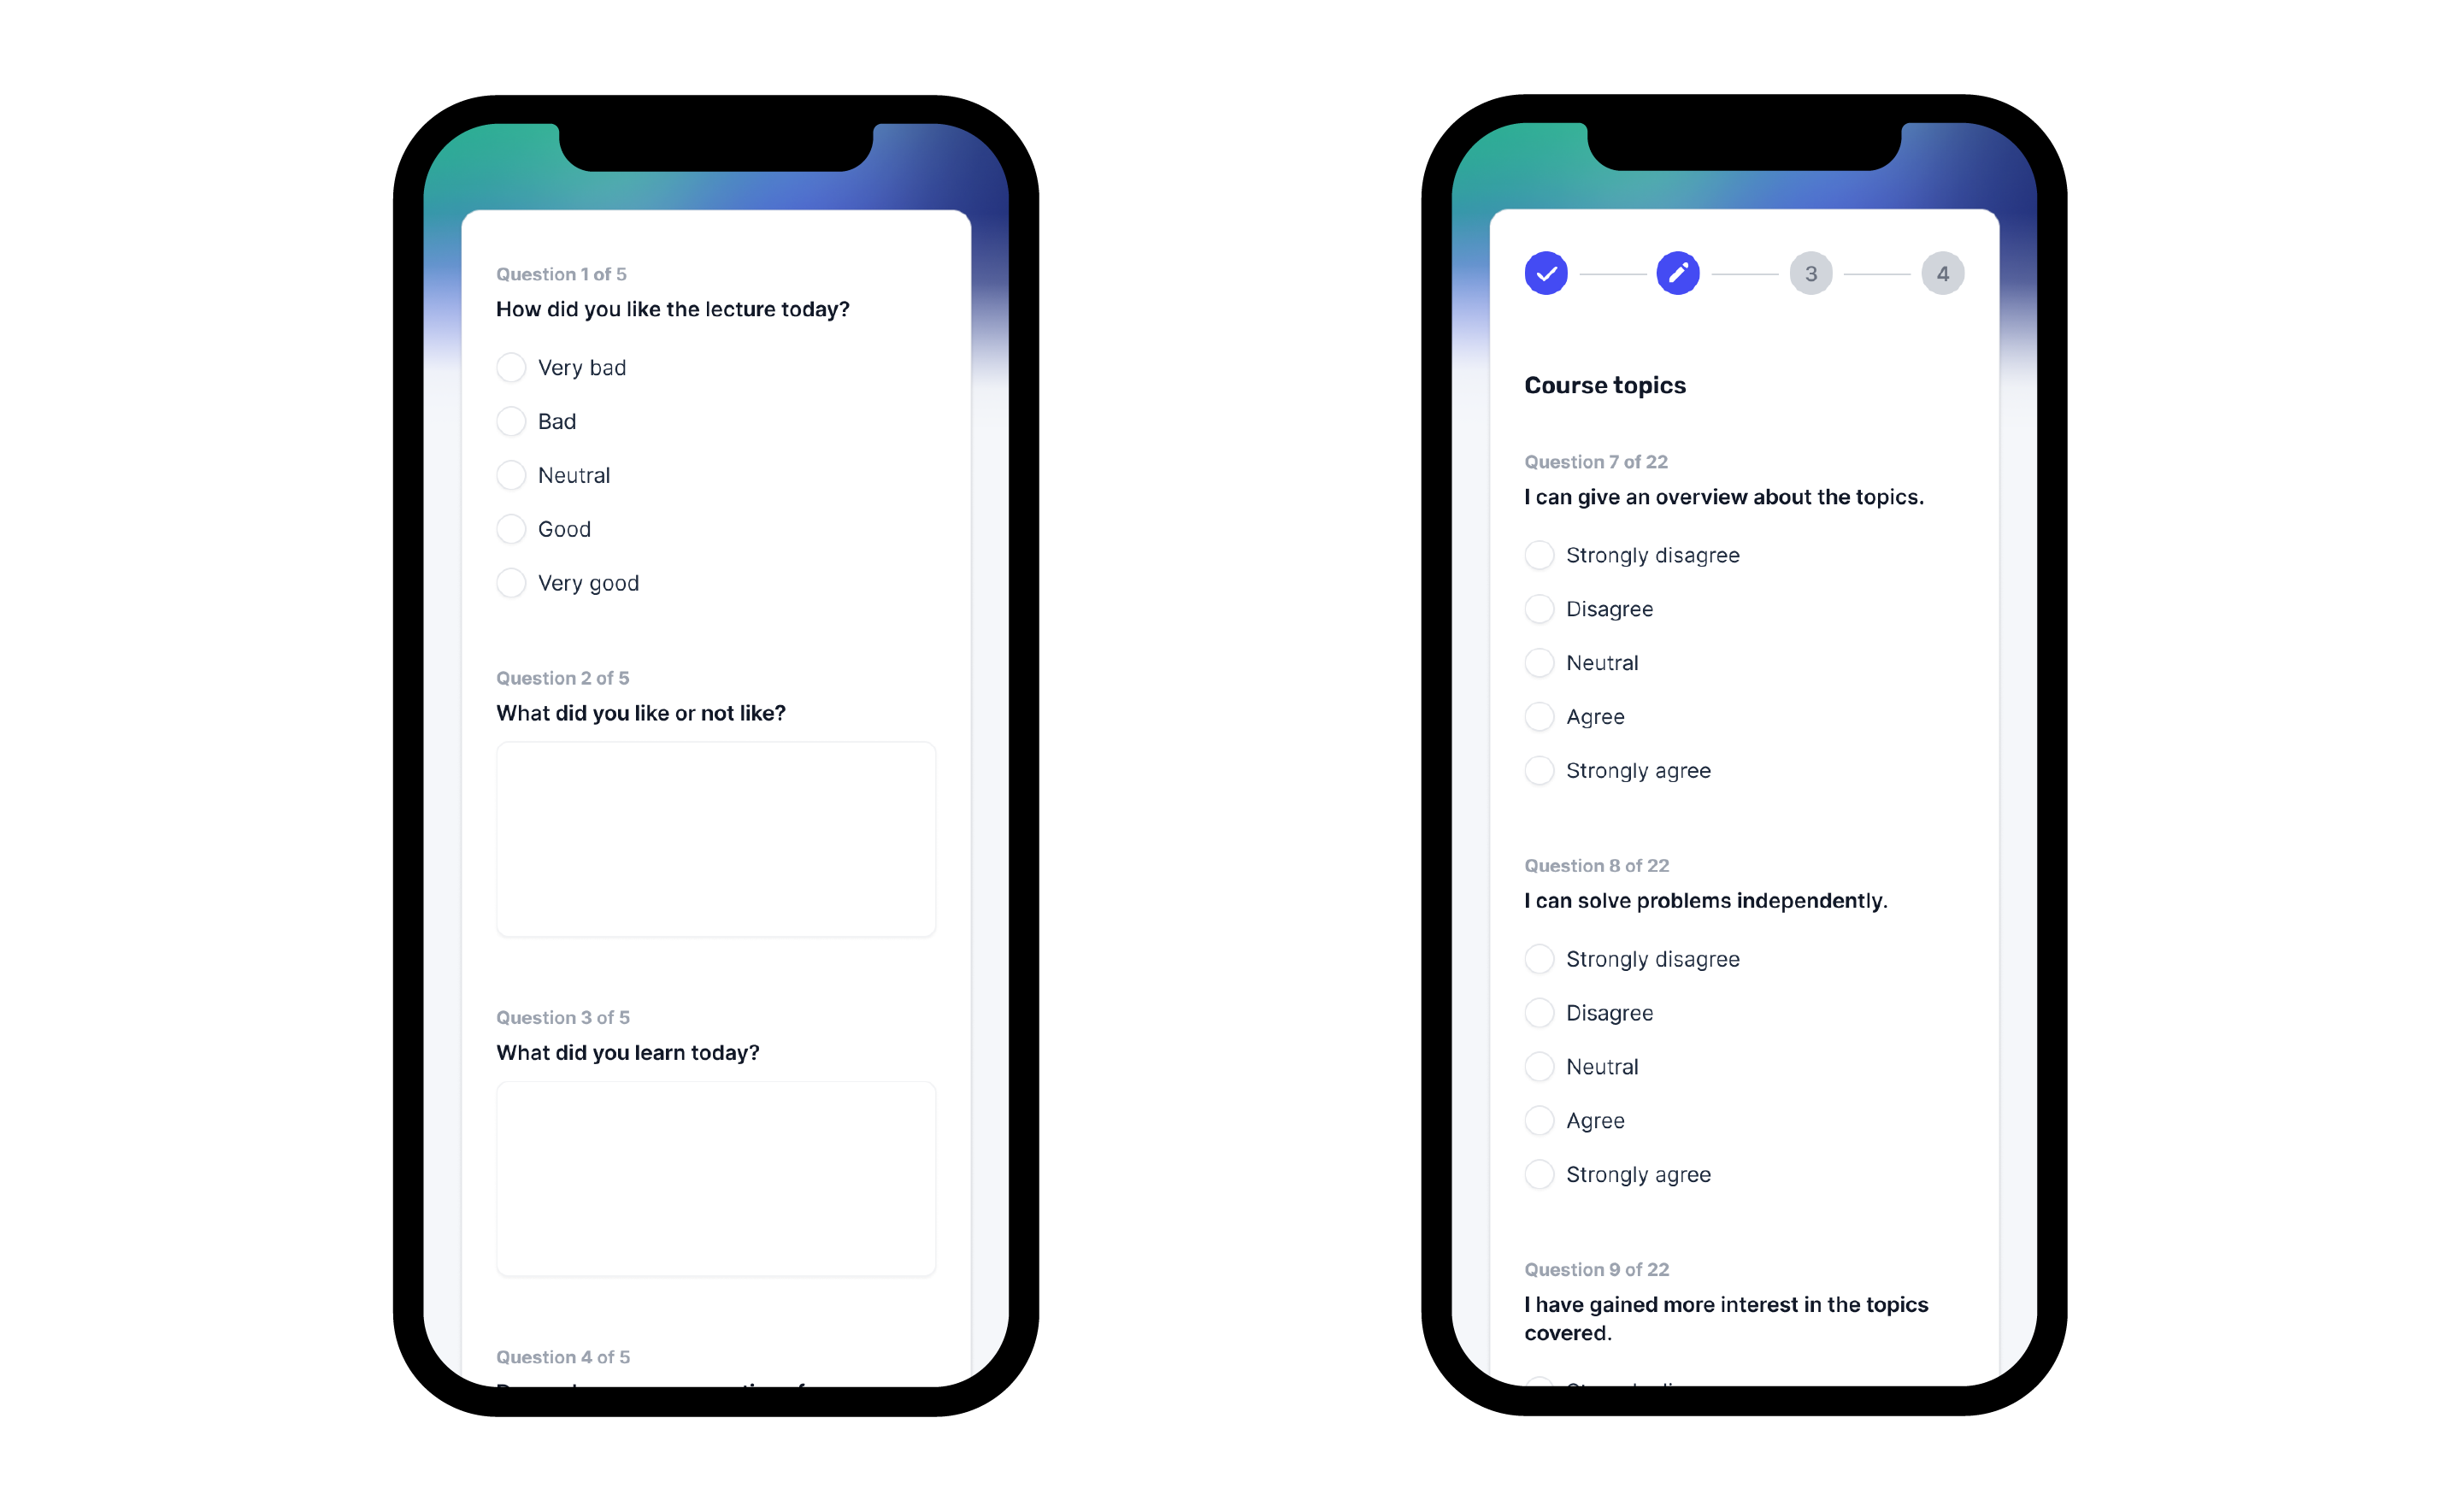 Question 1 of 5
How did you like the lecture today?
Very bad
Bad
Neutral
Good
Very good
Question 2 of 5
What did you like or not like?
Question 3 of 5
What did you learn today?
Question 4 of 5
3
4
Course topics
Question 7 of 22
I can give an overview about the topics.
Strongly disagree
Disagree
Neutral
Agree
Strongly agree
Question 8 of 22
I can solve problems independently.
Strongly disagree
Disagree
Neutral
Agree
Strongly agree
Question 9 of 22
I have gained more interest in the topics
covered.